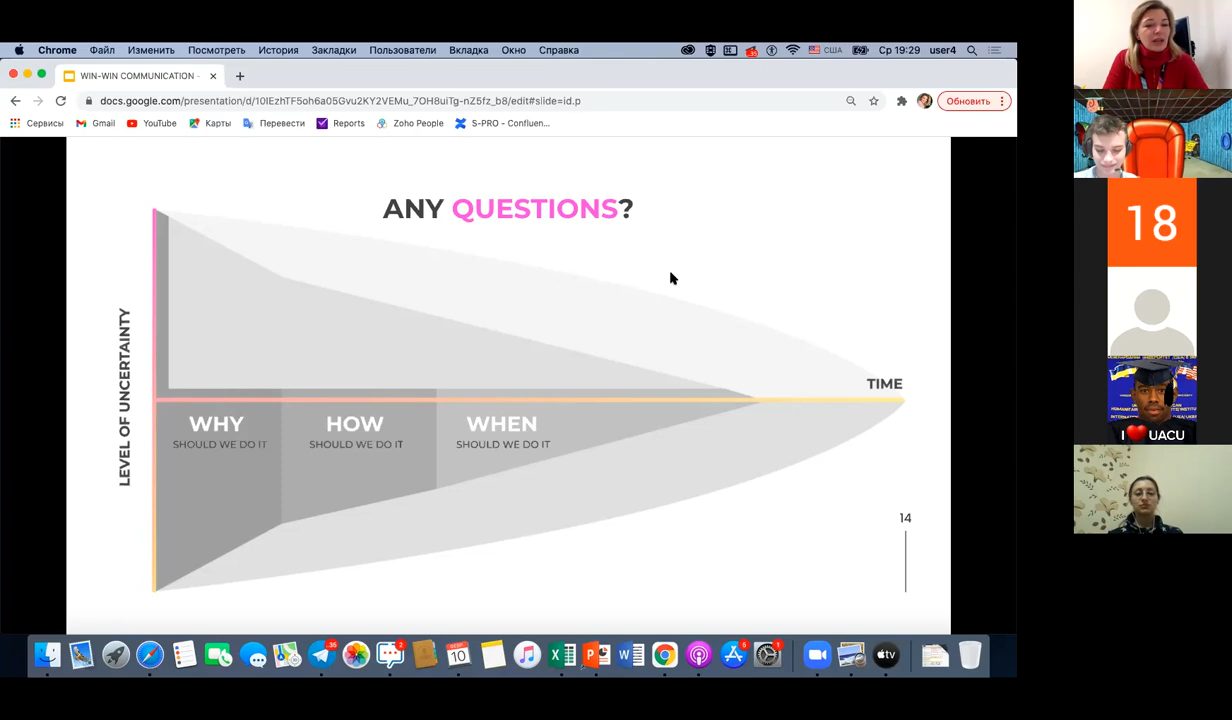 Chrome Файл Изменить Посмотреть История Закладки Пользователи Вкладка Окно Справка США Ср 19:29 user4
WIN-WIN COMMUNICATION -
docs.google.com/presentation/d/10IEzhTF5oh6a05Gvu2KY2VEMu_7OH8uiTg-nZ5fz_b8/edit#slide=id.p Обновить
Сервисы Gmail YouTube Карты Перевести Reports Zoho People S-PRO - Confluen...
ANY QUESTIONS?
LEVEL OF UNCERTAINTY
TIME
WHY HOW WHEN
SHOULD WE DO IT SHOULD WE DO IT SHOULD WE DO IT
14
18
I ❤ UACU
10